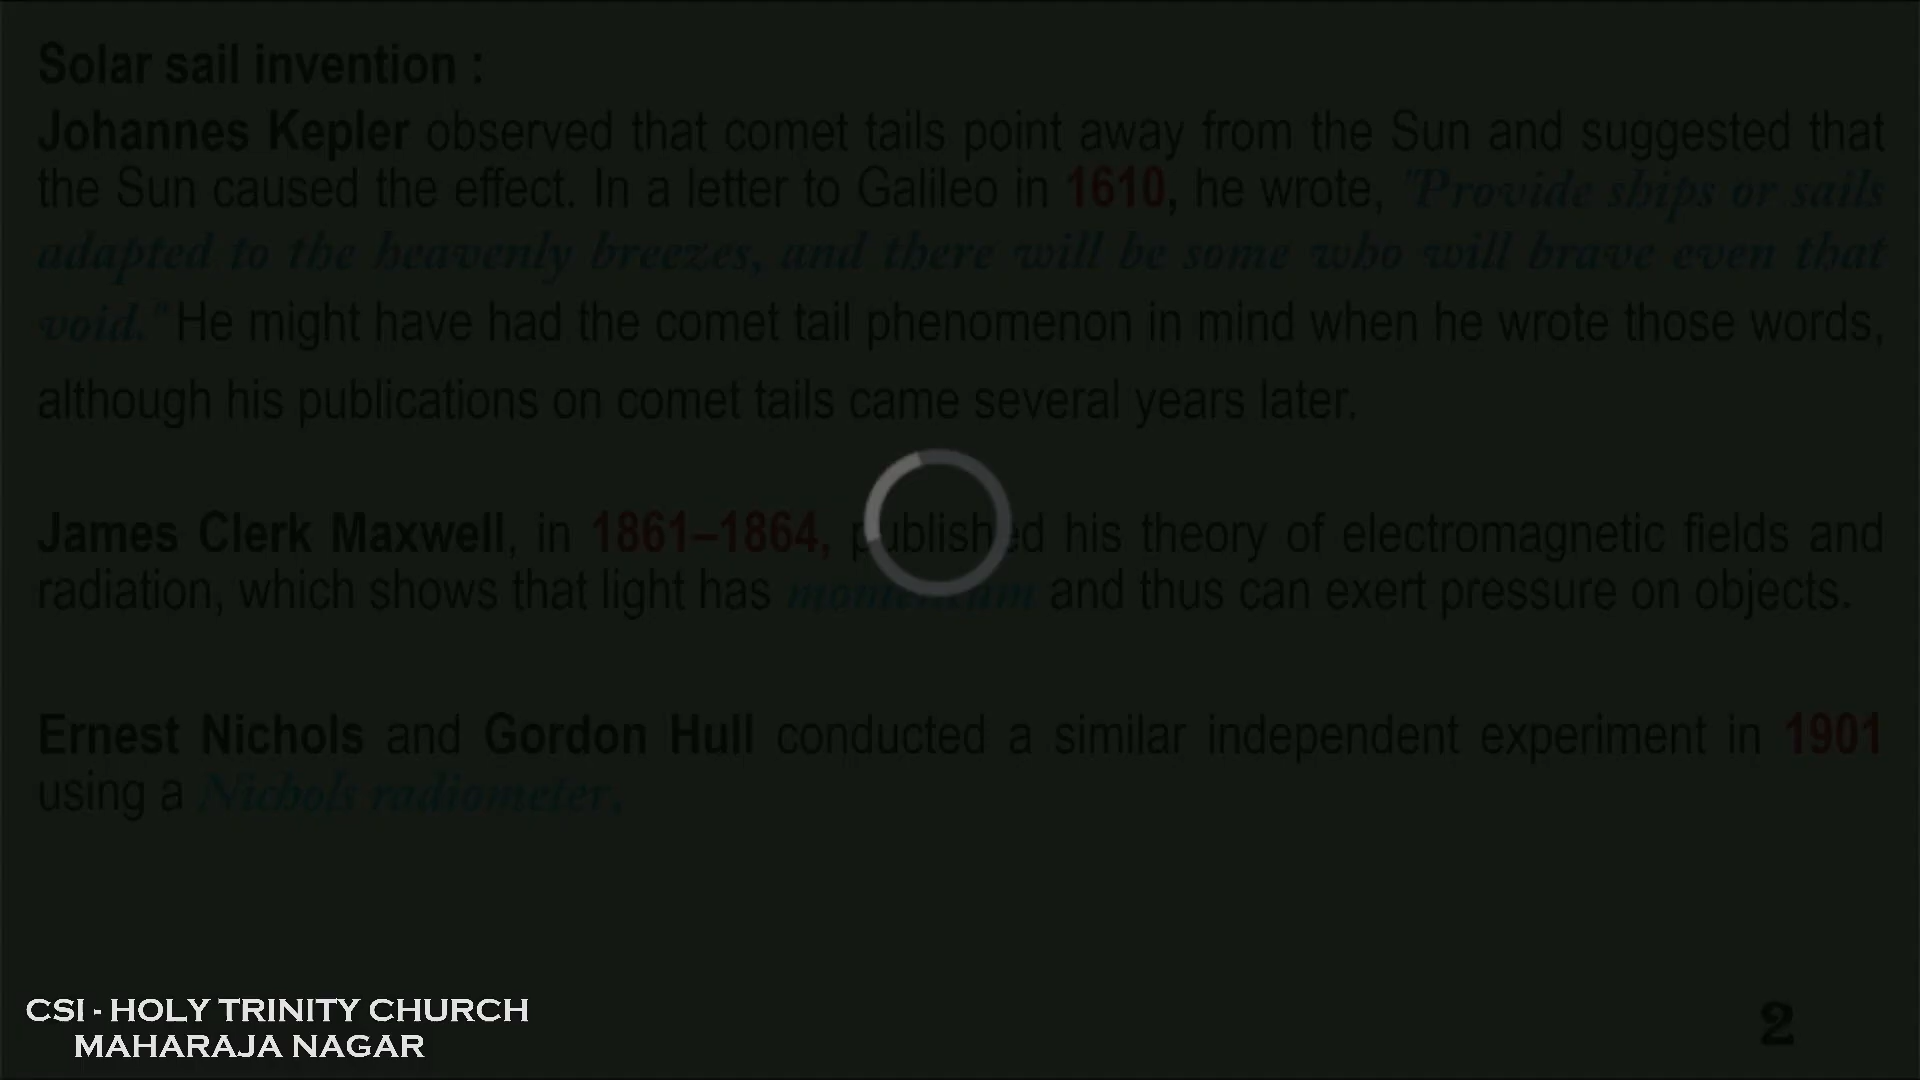 Solar sail invention :
Johannes Kepler observed that comet tails point away from the Sun and suggested that
the Sun caused the effect. In a letter to Galileo in 1610, he wrote, "Provide ships or sails
adapted to the heavenly breezes, and there will be some who will brave even that
void." He might have had the comet tail phenomenon in mind when he wrote those words,
although his publications on comet tails came several years later.
James Clerk Maxwell, in 1861–1864, published his theory of electromagnetic fields and
radiation, which shows that light has momentum and thus can exert pressure on objects.
Ernest Nichols and Gordon Hull conducted a similar independent experiment in 1901
using a Nichols radiometer.
CSI - HOLY TRINITY CHURCH
MAHARAJA NAGAR
2